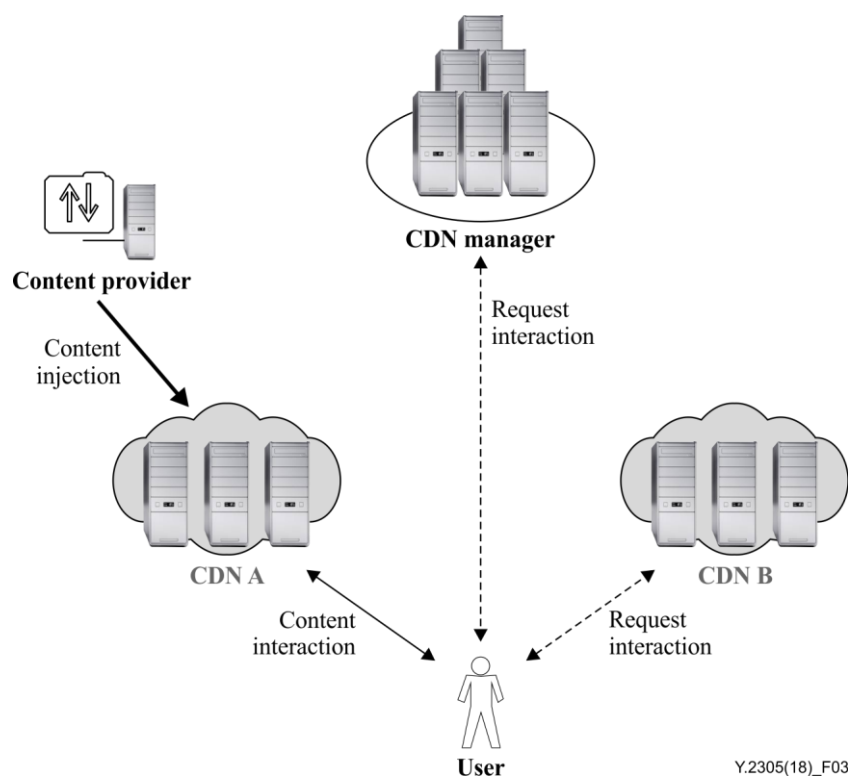 CDN manager
Content provider
Request
interaction
Content
injection
CDN A
CDN B
Content
interaction
Request
interaction
User
Y.2305(18)_F03